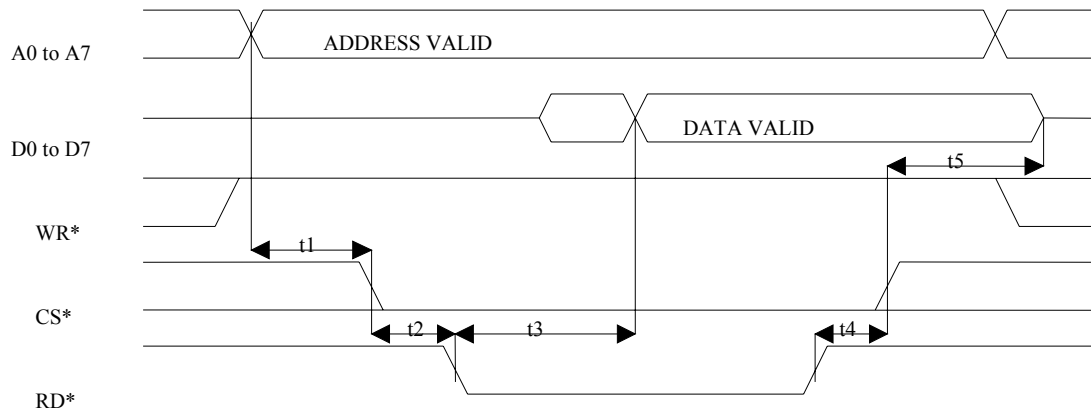 ADDRESS VALID
A0 to A7
DATA VALID
D0 to D7
t5
WR*
t1
CS*
t2 t3 t4
RD*